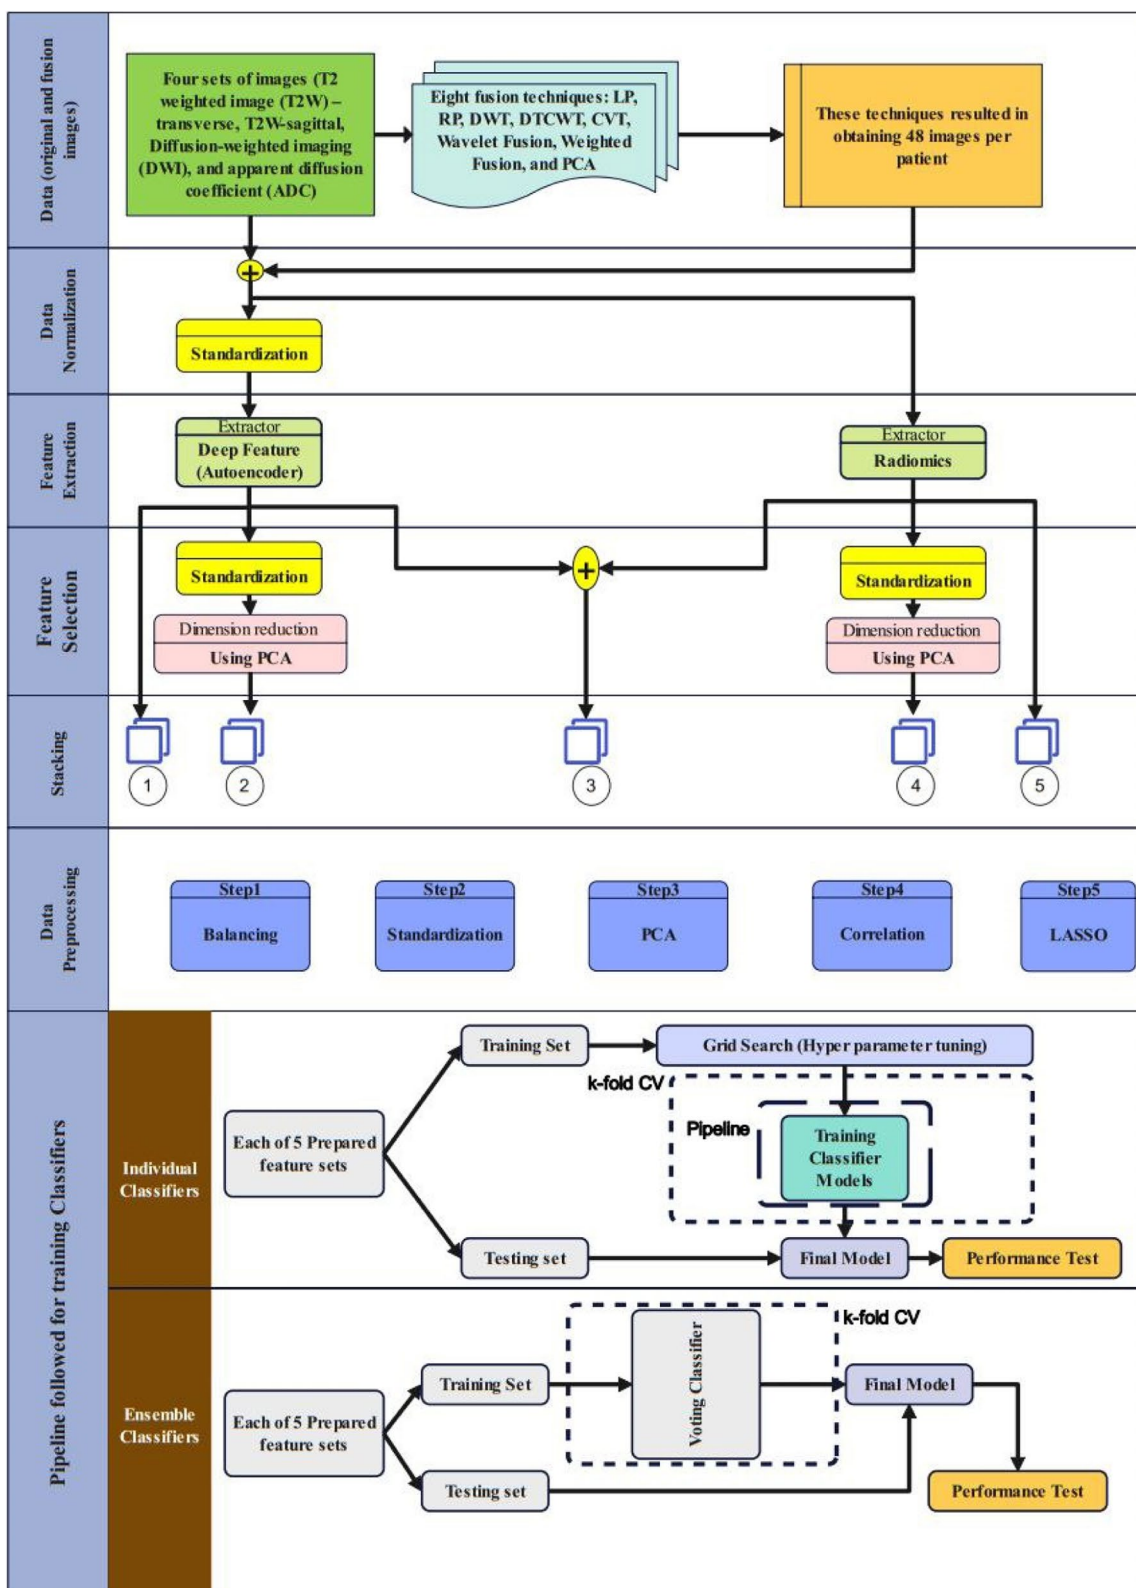 Data (original and fusion
images)
Four sets of images (T2
weighted image (T2W) –
transverse, T2W-sagittal,
Diffusion-weighted imaging
(DWI), and apparent diffusion
coefficient (ADC)
Eight fusion techniques: LP,
RP, DWT, DTCWT, CVT,
Wavelet Fusion, Weighted
Fusion, and PCA
These techniques resulted in
obtaining 48 images per
patient
Data
Normalization
+
Standardization
Feature
Extraction
Extractor
Deep Feature
(Autoencoder)
Extractor
Radiomics
Feature
Selection
Standardization
+
Standardization
Dimension reduction
Using PCA
Dimension reduction
Using PCA
Stacking
1
2
3
4
5
Data
Preprocessing
Step1
Balancing
Step2
Standardization
Step3
PCA
Step4
Correlation
Step5
LASSO
Pipeline followed for training Classifiers
Individual
Classifiers
Each of 5 Prepared
feature sets
Training Set
Grid Search (Hyper parameter tuning)
k-fold CV
Pipeline
Training
Classifier
Models
Testing set
Final Model
Performance Test
Ensemble
Classifiers
Each of 5 Prepared
feature sets
Training Set
Voting Classifier
k-fold CV
Final Model
Testing set
Performance Test